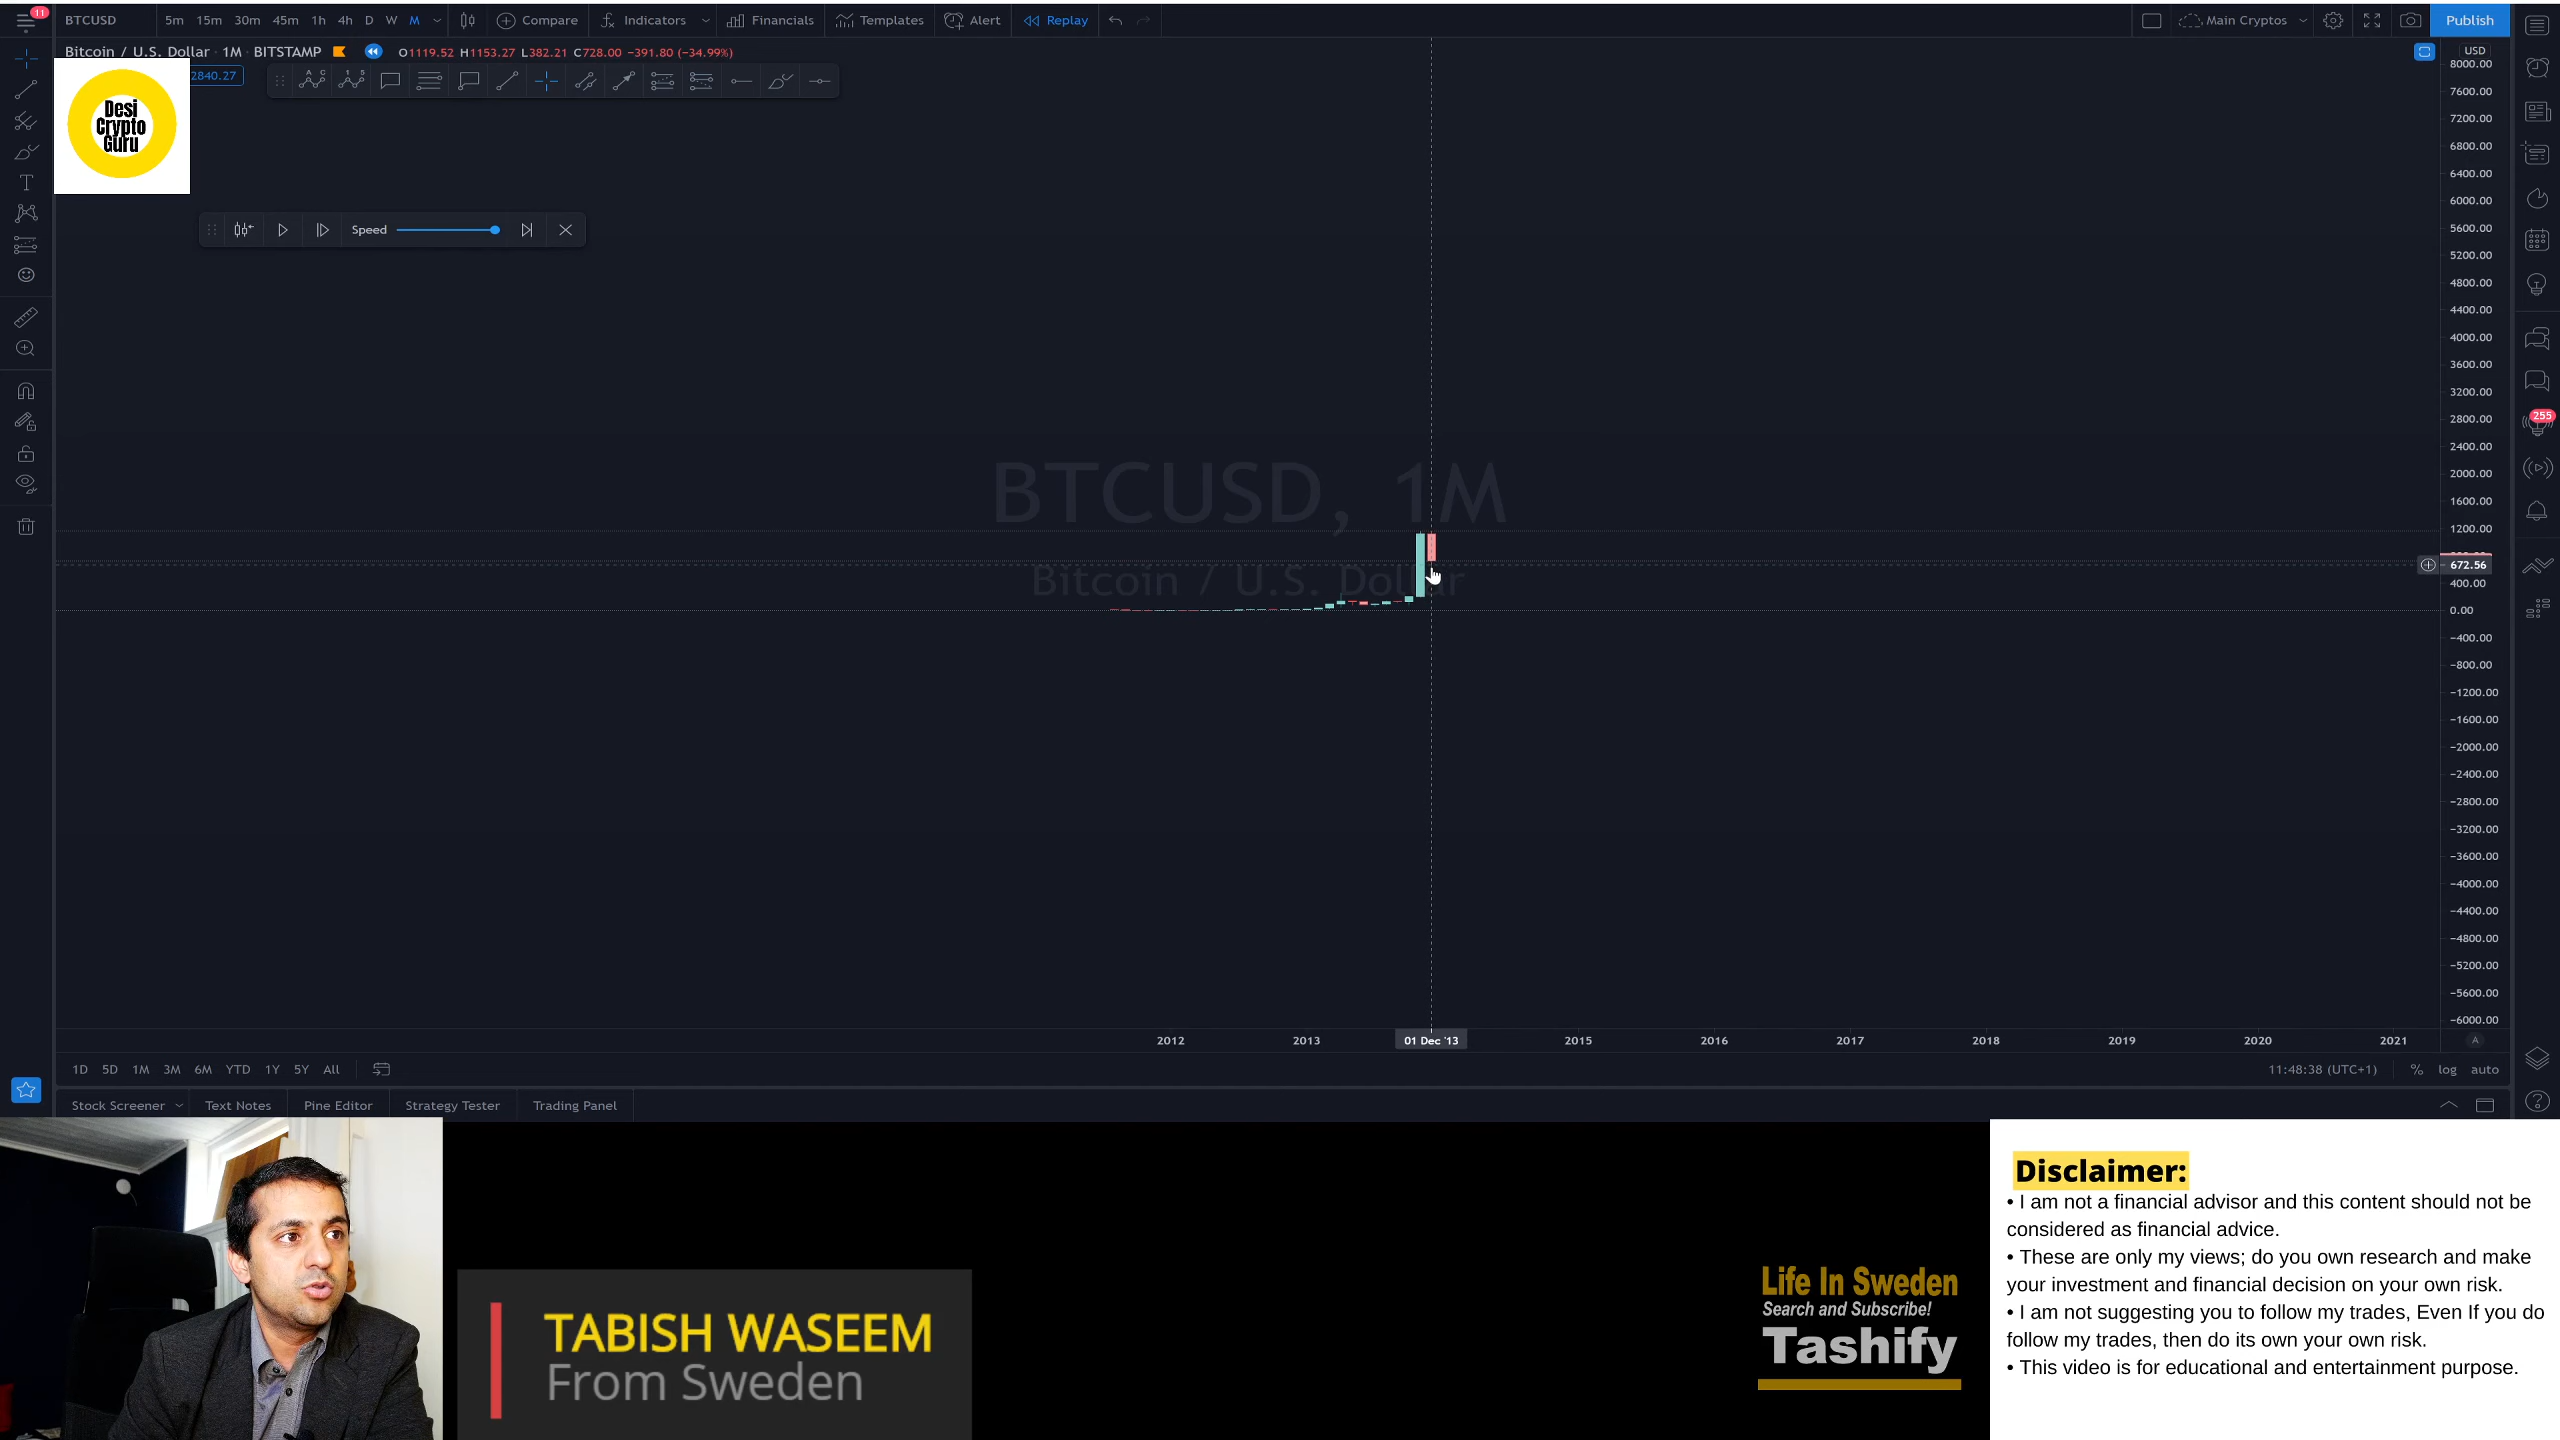 11
BTCUSD 5m 15m 30m 45m 1h 4h D W M Compare Indicators Financials Templates Alert Replay Main Cryptos Publish
Bitcoin / U.S. Dollar · 1M · BITSTAMP O1119.52 H1153.27 L382.21 C728.00 −391.80 (−34.99%)
2840.27
Desi
Crypto
Guru
Speed
USD
8000.00
7600.00
7200.00
6800.00
6400.00
6000.00
5600.00
5200.00
4800.00
4400.00
4000.00
3600.00
3200.00
2800.00
2400.00
2000.00
1600.00
1200.00
672.56
400.00
0.00
−400.00
−800.00
−1200.00
−1600.00
−2000.00
−2400.00
−2800.00
−3200.00
−3600.00
−4000.00
−4400.00
−4800.00
−5200.00
−5600.00
−6000.00
255
BTCUSD, 1M
Bitcoin / U.S. Dollar
2012 2013 01 Dec '13 2015 2016 2017 2018 2019 2020 2021 A
1D 5D 1M 3M 6M YTD 1Y 5Y All 11:48:38 (UTC+1) % log auto
Stock Screener Text Notes Pine Editor Strategy Tester Trading Panel
TABISH WASEEM
From Sweden
Life In Sweden
Search and Subscribe!
Tashify
Disclaimer:
• I am not a financial advisor and this content should not be
considered as financial advice.
• These are only my views; do you own research and make
your investment and financial decision on your own risk.
• I am not suggesting you to follow my trades, Even If you do
follow my trades, then do its own your own risk.
• This video is for educational and entertainment purpose.